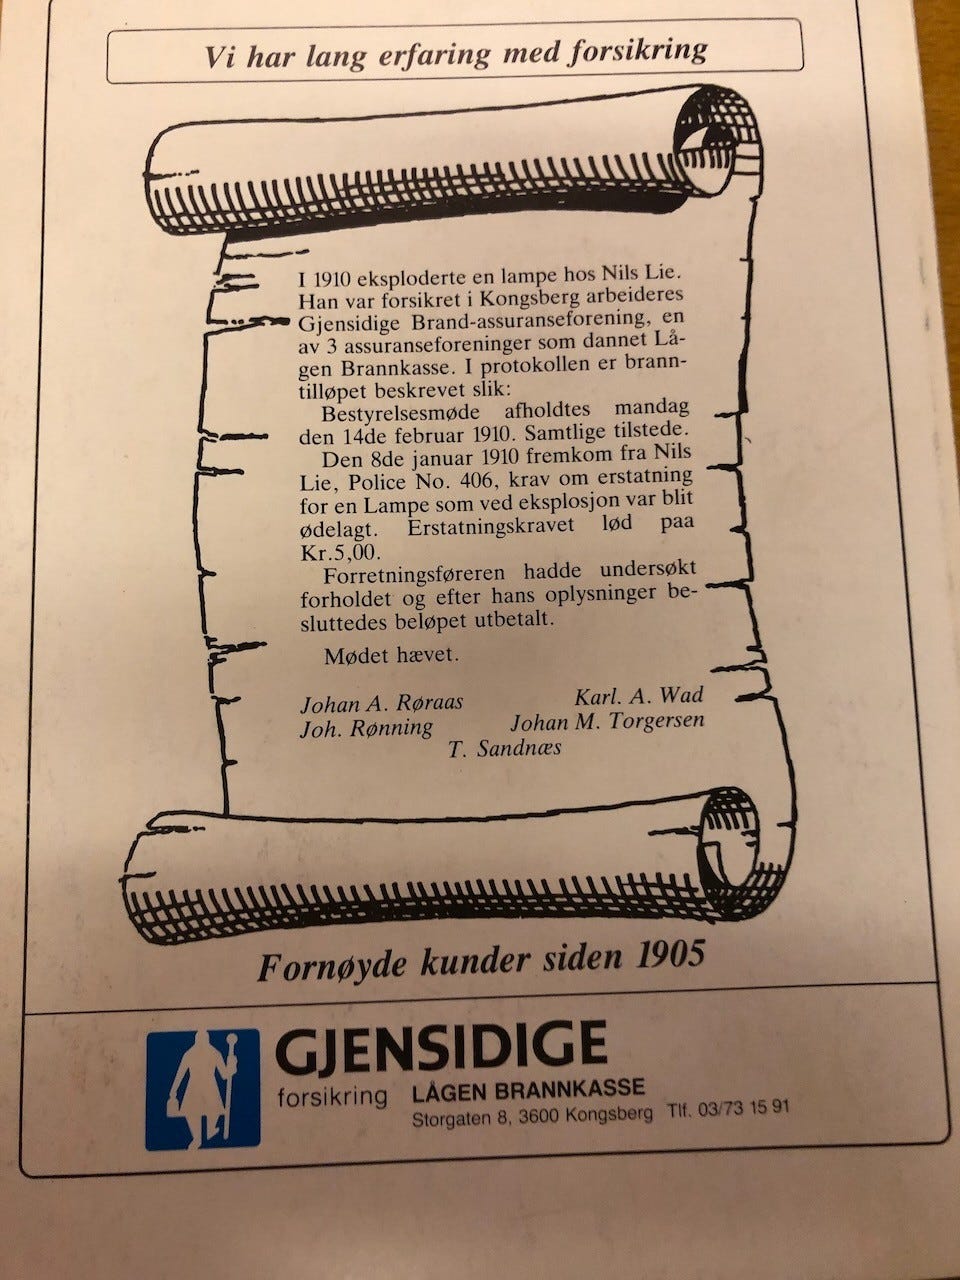 Vi har lang erfaring med forsikring
I 1910 eksploderte en lampe hos Nils Lie.
Han var forsikret i Kongsberg arbeideres
Gjensidige Brand-assuranseforening, en
av 3 assuranseforeninger som dannet Lå-
gen Brannkasse. I protokollen er brann-
tilløpet beskrevet slik:
Bestyrelsesmøde afholdtes mandag
den 14de februar 1910. Samtlige tilstede.
Den 8de januar 1910 fremkom fra Nils
Lie, Police No. 406, krav om erstatning
for en Lampe som ved eksplosjon var blit
ødelagt. Erstatningskravet lød paa
Kr.5,00.
Forretningsføreren hadde undersøkt
forholdet og efter hans oplysninger be-
sluttedes beløpet utbetalt.
Mødet hævet.
Johan A. Røraas Karl. A. Wad
Joh. Rønning Johan M. Torgersen
T. Sandnæs
Fornøyde kunder siden 1905
GJENSIDIGE
forsikring LÅGEN BRANNKASSE
Storgaten 8, 3600 Kongsberg Tlf. 03/73 15 91